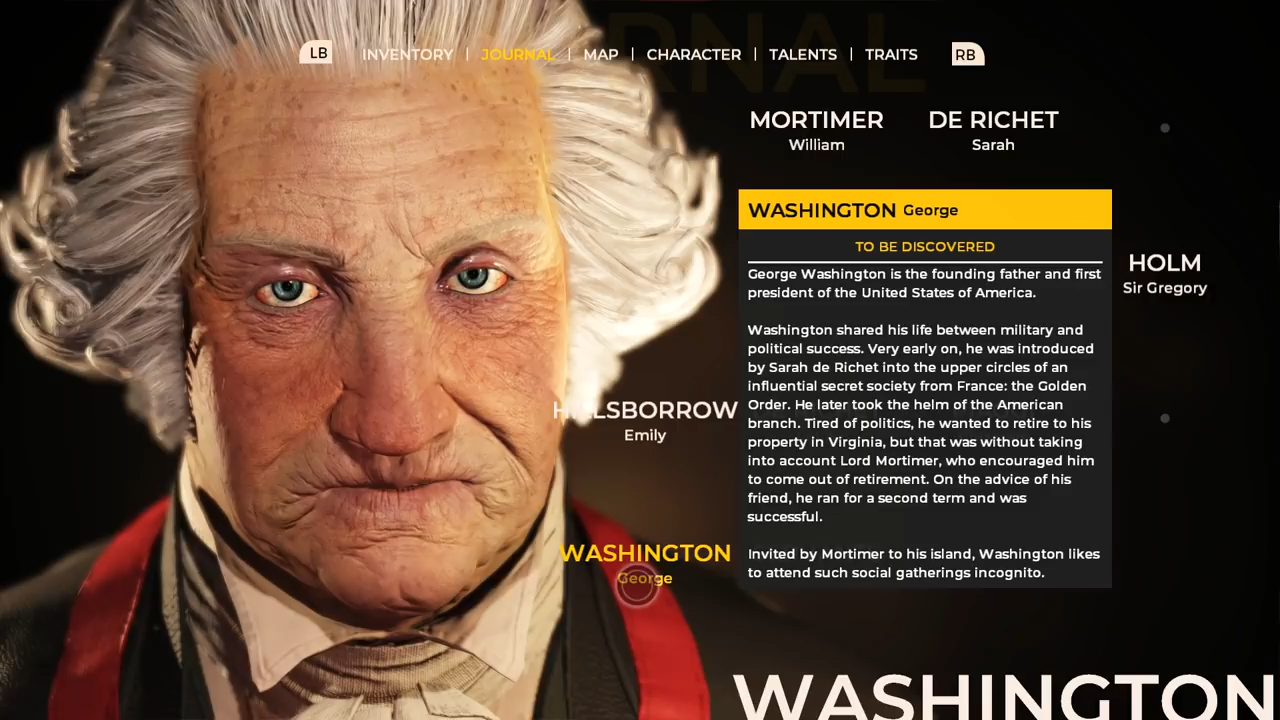 LB INVENTORY | JOURNAL | MAP | CHARACTER | TALENTS | TRAITS RB
MORTIMER
William
DE RICHET
Sarah
WASHINGTON George
TO BE DISCOVERED
George Washington is the founding father and first
president of the United States of America.
Washington shared his life between military and
political success. Very early on, he was introduced
by Sarah de Richet into the upper circles of an
influential secret society from France: the Golden
Order. He later took the helm of the American
branch. Tired of politics, he wanted to retire to his
property in Virginia, but that was without taking
into account Lord Mortimer, who encouraged him
to come out of retirement. On the advice of his
friend, he ran for a second term and was
successful.
Invited by Mortimer to his island, Washington likes
to attend such social gatherings incognito.
HOLM
Sir Gregory
HILLSBORROW
Emily
WASHINGTON
George
WASHINGTON